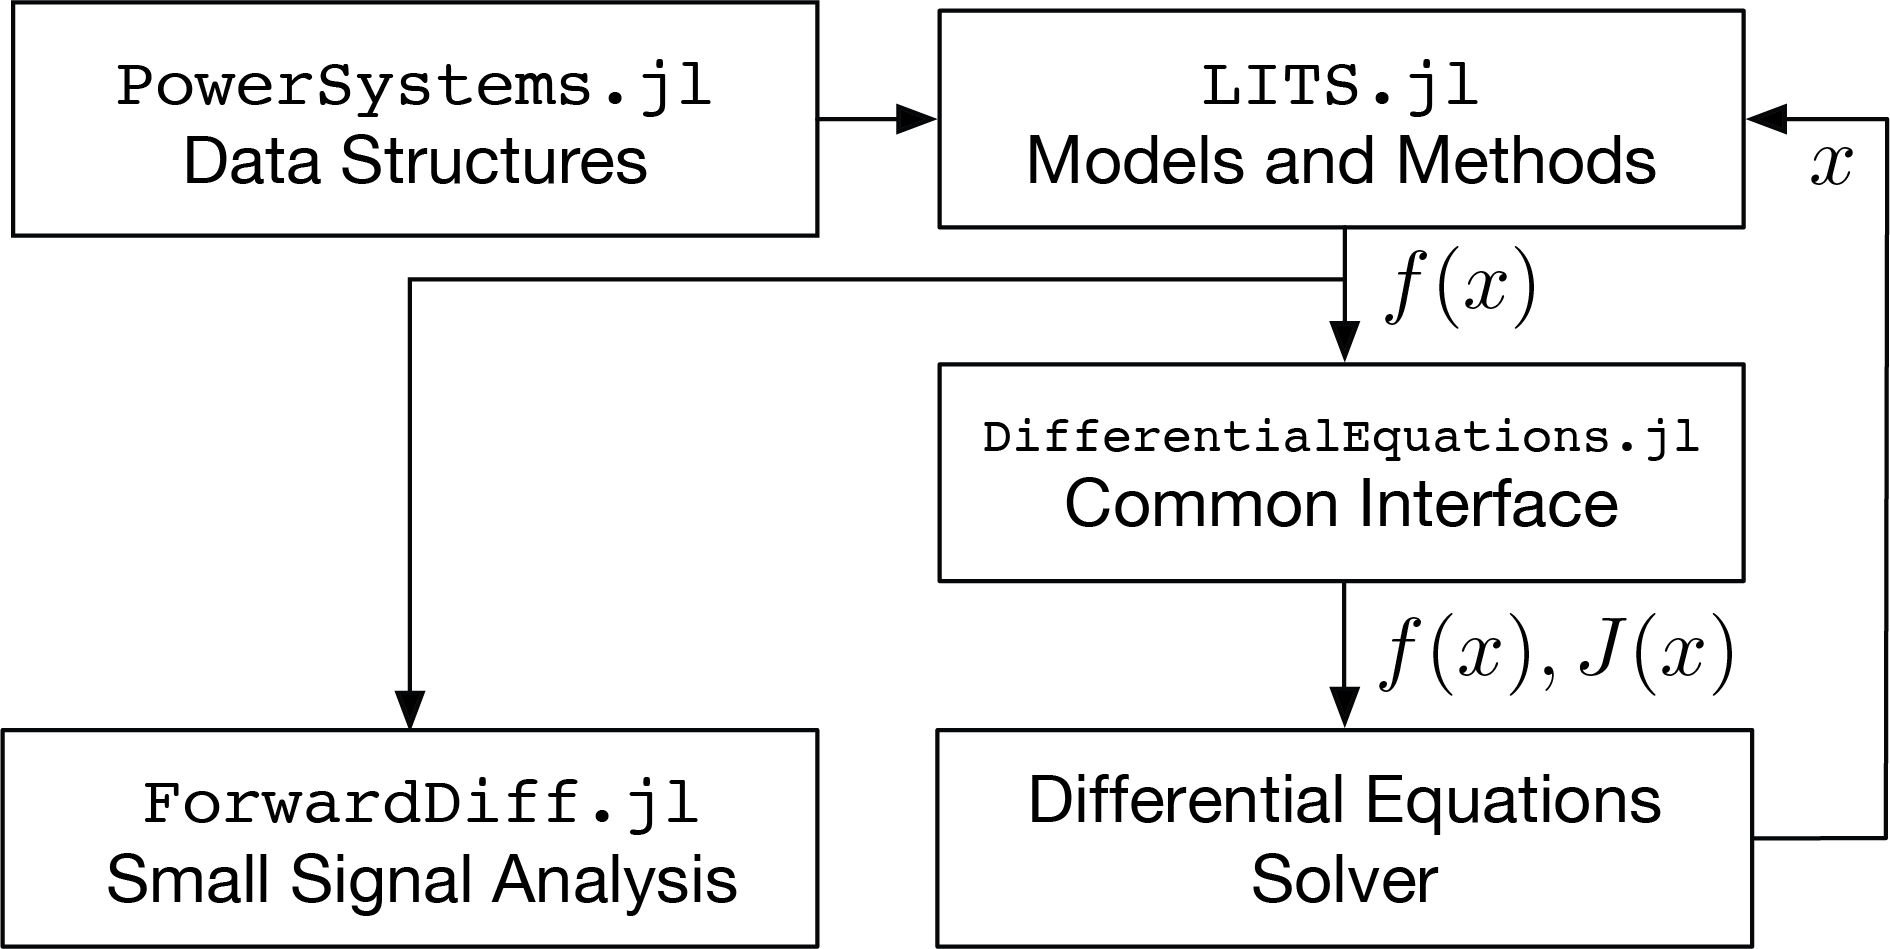 PowerSystems.jl
Data Structures
LITS.jl
Models and Methods
x
f(x)
DifferentialEquations.jl
Common Interface
f(x), J(x)
ForwardDiff.jl
Small Signal Analysis
Differential Equations
Solver